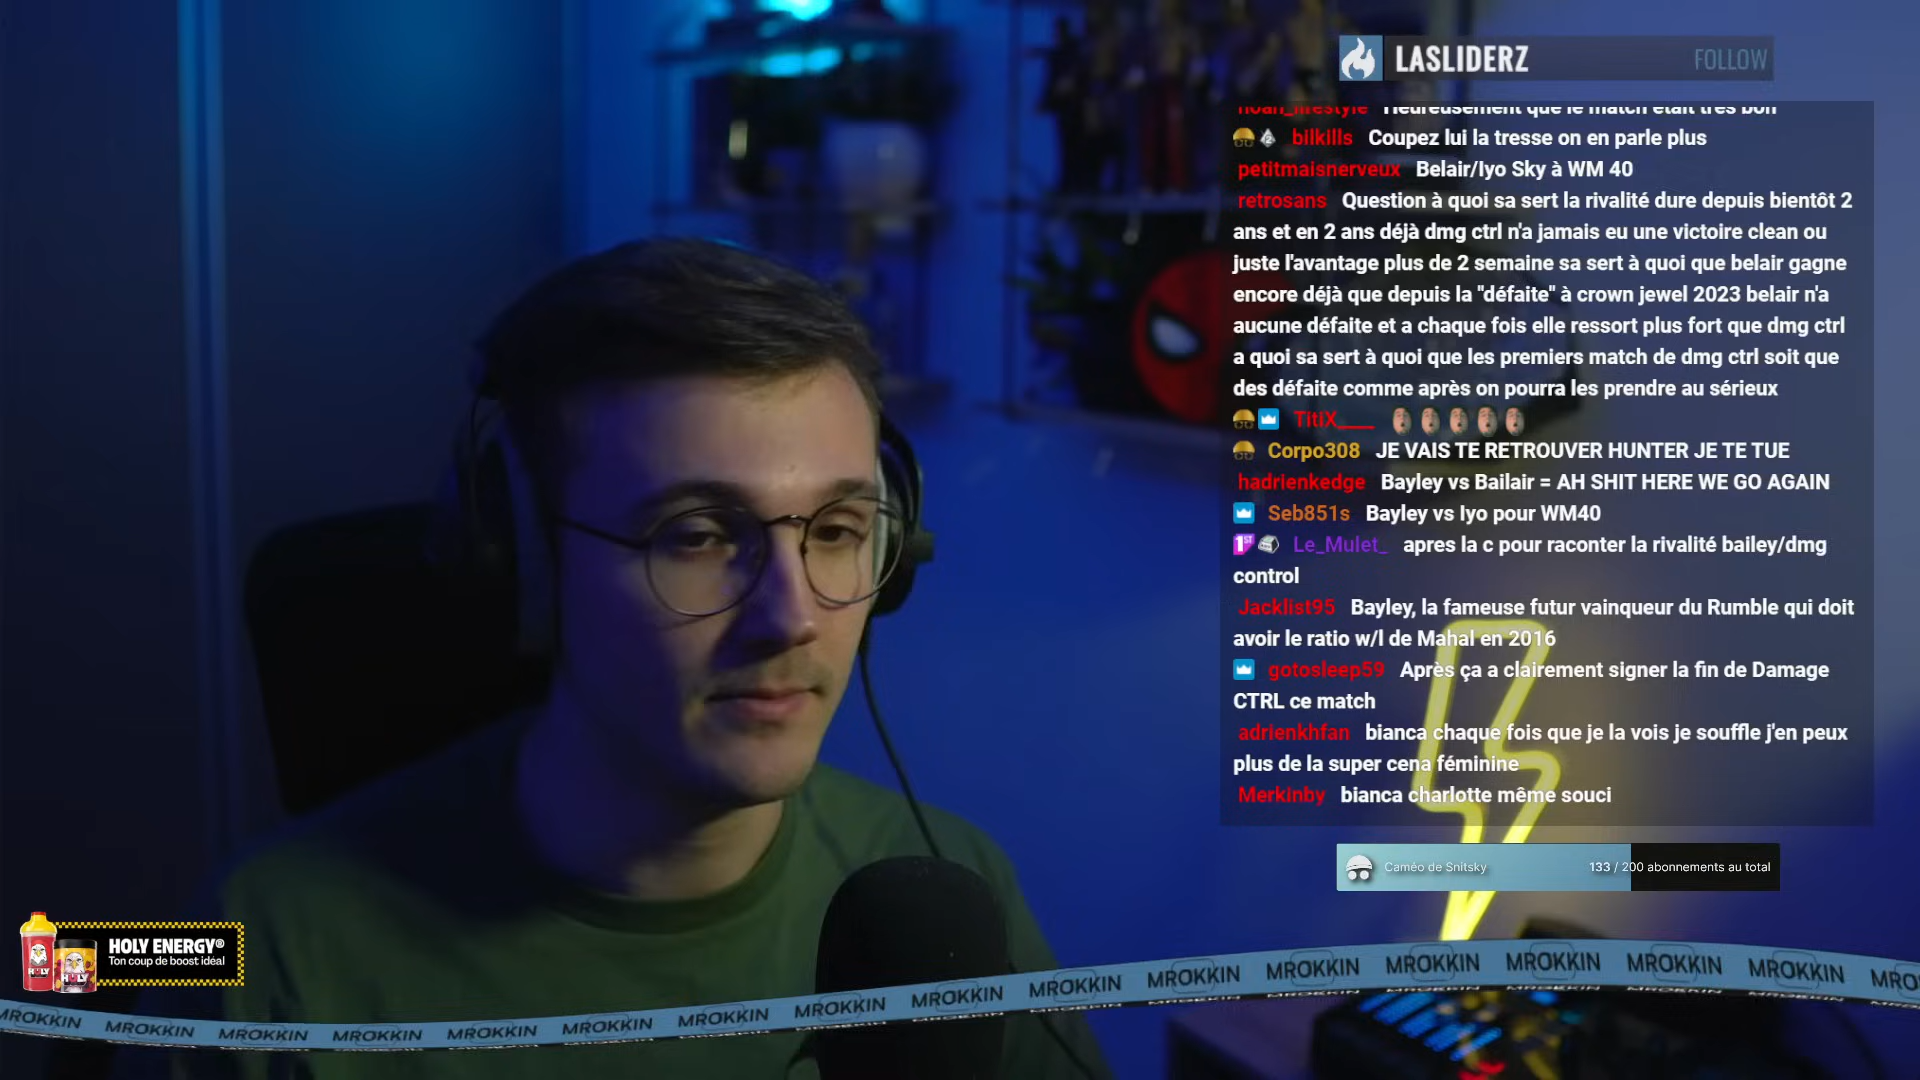 LASLIDERZ FOLLOW
noah_lifestyle Heureusement que le match était très bon
bilkills Coupez lui la tresse on en parle plus
petitmaisnerveux Belair/Iyo Sky à WM 40
retrosans Question à quoi sa sert la rivalité dure depuis bientôt 2
ans et en 2 ans déjà dmg ctrl n'a jamais eu une victoire clean ou
juste l'avantage plus de 2 semaine sa sert à quoi que belair gagne
encore déjà que depuis la "défaite" à crown jewel 2023 belair n'a
aucune défaite et a chaque fois elle ressort plus fort que dmg ctrl
a quoi sa sert à quoi que les premiers match de dmg ctrl soit que
des défaite comme après on pourra les prendre au sérieux
TitiX____
Corpo308 JE VAIS TE RETROUVER HUNTER JE TE TUE
hadrienkedge Bayley vs Bailair = AH SHIT HERE WE GO AGAIN
Seb851s Bayley vs Iyo pour WM40
1ST Le_Mulet_ apres la c pour raconter la rivalité bailey/dmg
control
Jacklist95 Bayley, la fameuse futur vainqueur du Rumble qui doit
avoir le ratio w/l de Mahal en 2016
gotosleep59 Après ça a clairement signer la fin de Damage
CTRL ce match
adrienkhfan bianca chaque fois que je la vois je souffle j'en peux
plus de la super cena féminine
Merkinby bianca charlotte même souci
Caméo de Snitsky 133 / 200 abonnements au total
HOLY ENERGY®
Ton coup de boost idéal
MROKKIN MROKKIN MROKKIN MROKKIN MROKKIN MROKKIN MROKKIN MROKKIN MROKKIN MROKKIN MROKKIN MROKKIN MROKKIN MROKKIN MROKKIN MROKKIN